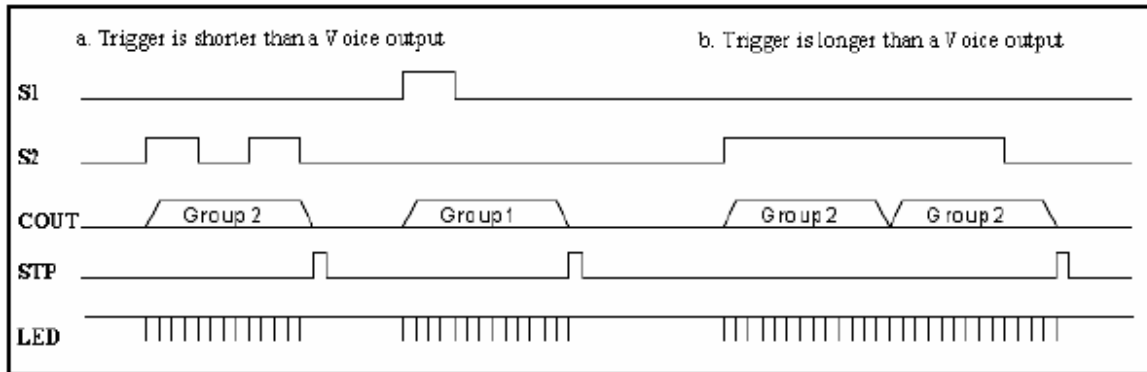 a. Trigger is shorter than a Voice output
b. Trigger is longer than a Voice output
S1
S2
COUT
Group 2
Group 1
Group 2
Group 2
STP
LED